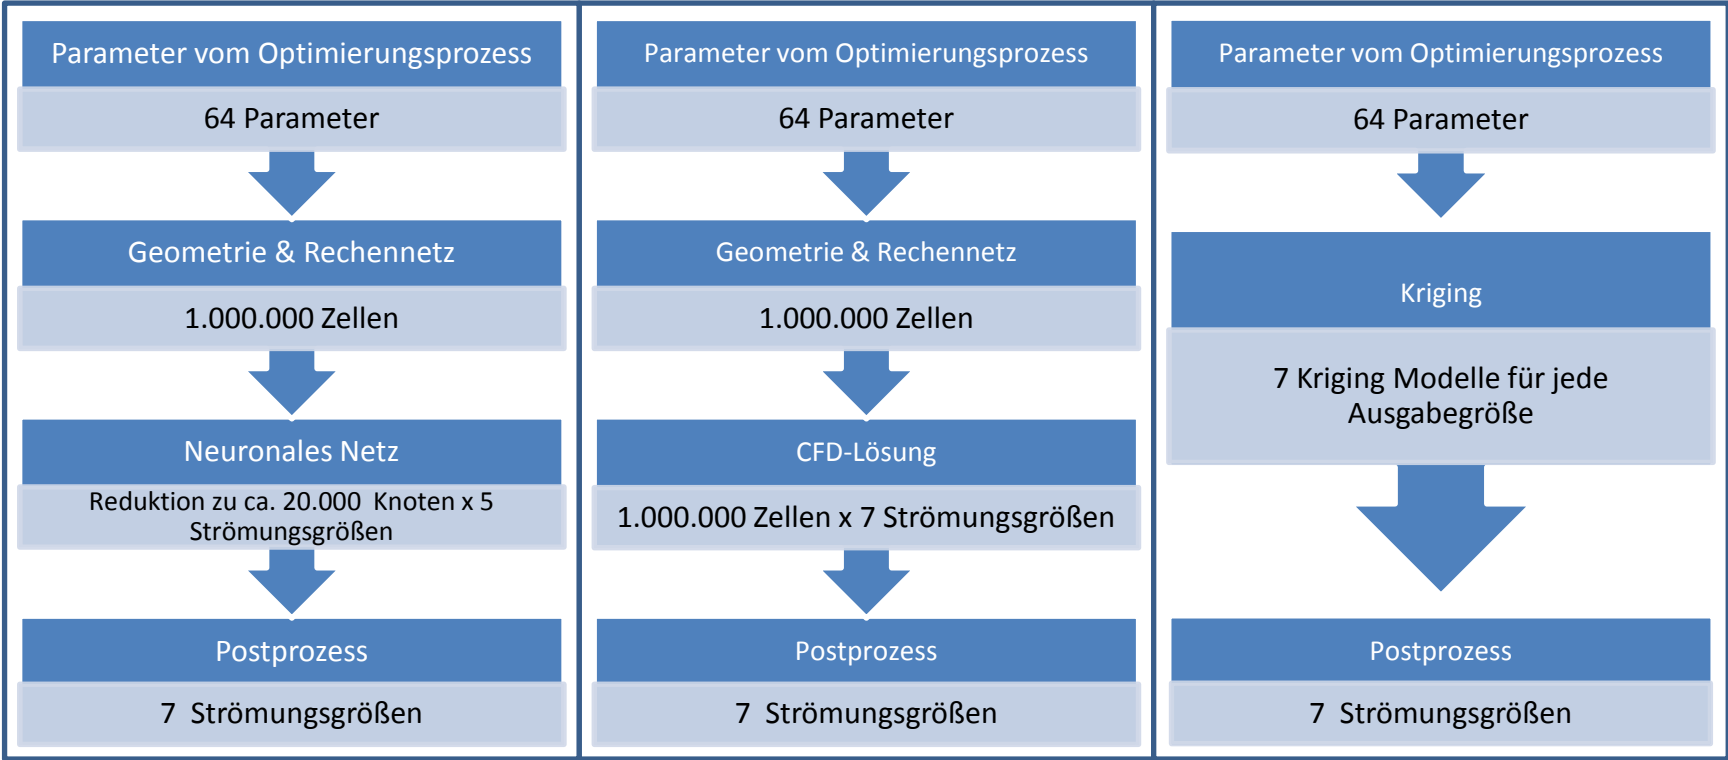 Parameter vom Optimierungsprozess
64 Parameter
Geometrie & Rechennetz
1.000.000 Zellen
Neuronales Netz
Reduktion zu ca. 20.000 Knoten x 5
Strömungsgrößen
Postprozess
7 Strömungsgrößen
Parameter vom Optimierungsprozess
64 Parameter
Geometrie & Rechennetz
1.000.000 Zellen
CFD-Lösung
1.000.000 Zellen x 7 Strömungsgrößen
Postprozess
7 Strömungsgrößen
Parameter vom Optimierungsprozess
64 Parameter
Kriging
7 Kriging Modelle für jede
Ausgabegröße
Postprozess
7 Strömungsgrößen